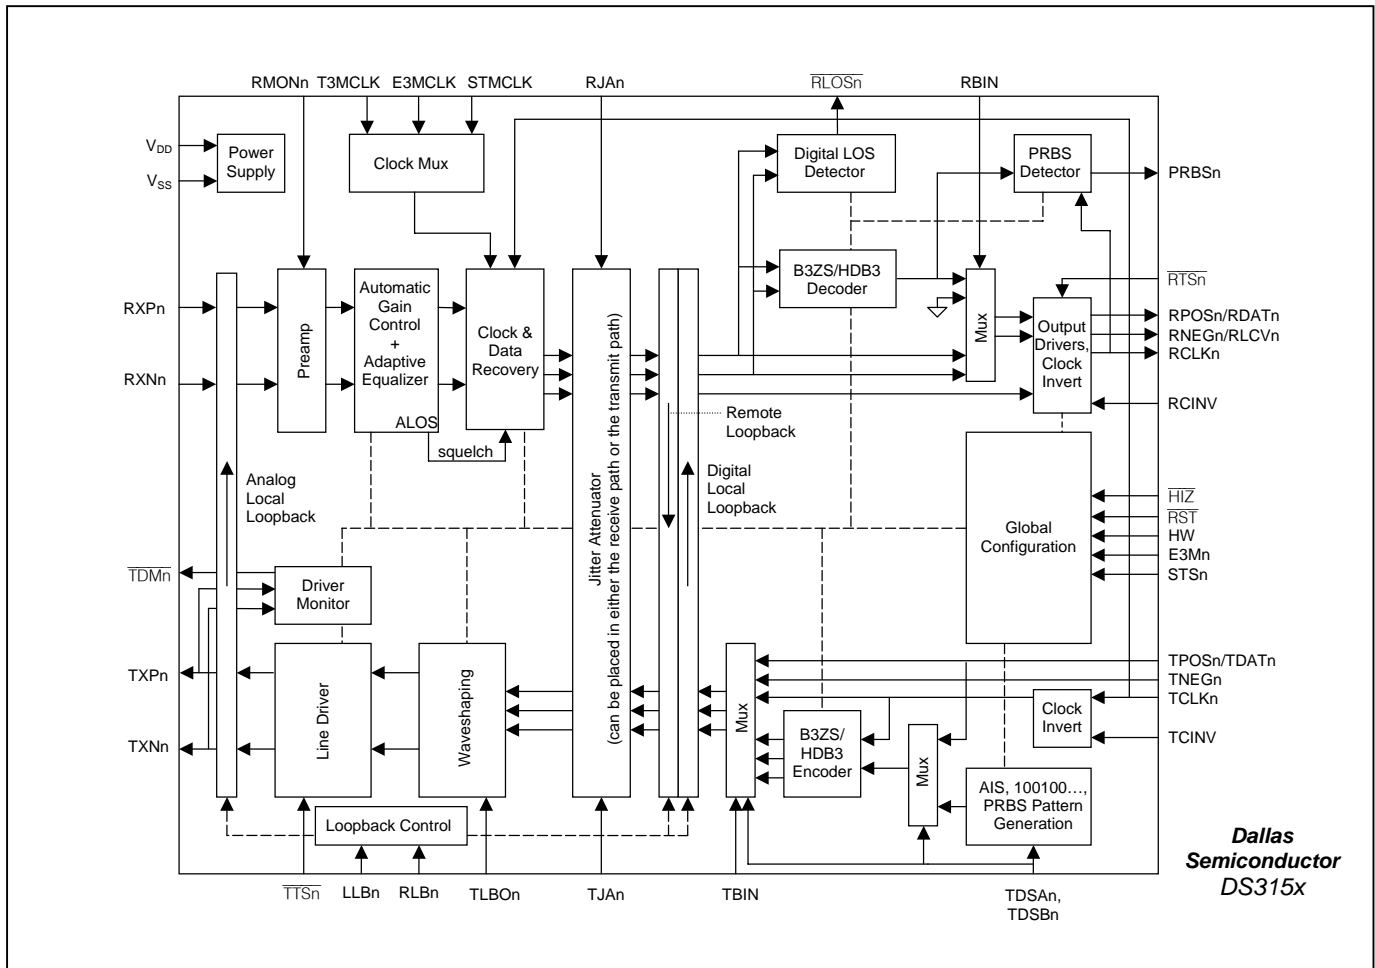 RMONn T3MCLK E3MCLK STMCLK RJAn RLOSn RBIN
VDD
VSS
Power
Supply
Clock Mux
Digital LOS
Detector
PRBS
Detector
PRBSn
B3ZS/HDB3
Decoder
RTSn
RXPn
RXNn
Preamp
Automatic
Gain
Control
+
Adaptive
Equalizer
ALOS
squelch
Clock &
Data
Recovery
Jitter Attenuator
(can be placed in either the receive path or the transmit path)
Mux
Output
Drivers,
Clock
Invert
RPOSn/RDATn
RNEGn/RLCVn
RCLKn
RCINV
Remote
Loopback
Analog
Local
Loopback
Digital
Local
Loopback
Global
Configuration
HIZ
RST
HW
E3Mn
STSn
TDMn
Driver
Monitor
TXPn
TXNn
Line Driver
Waveshaping
Mux
B3ZS/
HDB3
Encoder
Mux
Clock
Invert
TPOSn/TDATn
TNEGn
TCLKn
TCINV
AIS, 100100…,
PRBS Pattern
Generation
Loopback Control
TTSn LLBn RLBn TLBOn TJAn TBIN TDSAn,
TDSBn
Dallas
Semiconductor
DS315x